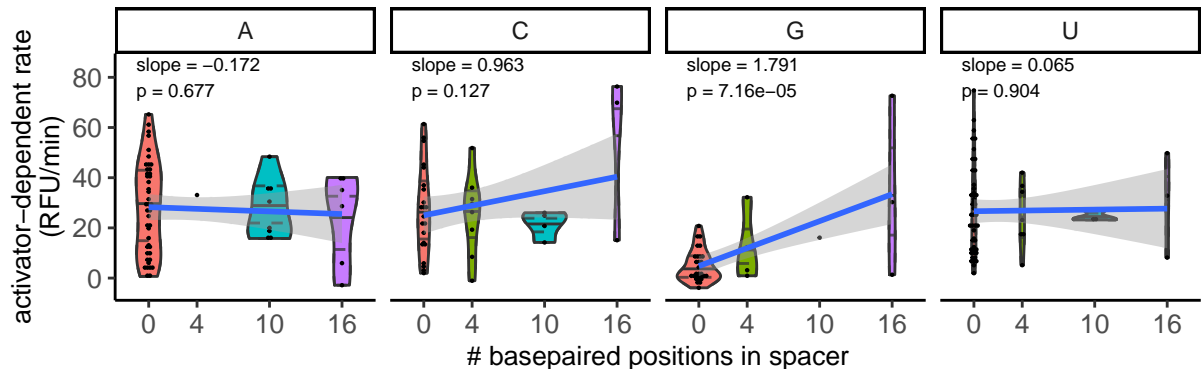 A C G U
slope = −0.172 slope = 0.963 slope = 1.791 slope = 0.065
p = 0.677 p = 0.127 p = 7.16e−05 p = 0.904
activator−dependent rate
(RFU/min)
80
60
40
20
0
0 4 10 16 0 4 10 16 0 4 10 16 0 4 10 16
# basepaired positions in spacer